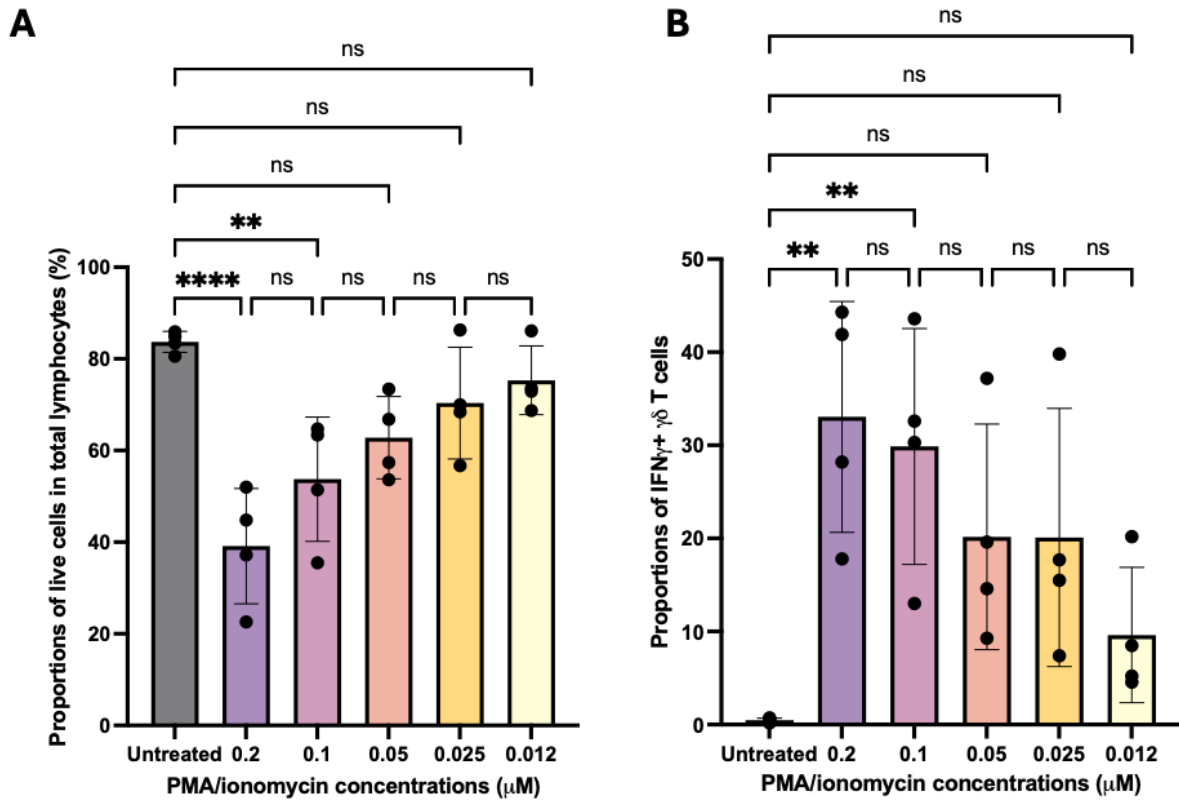 A
ns
ns
ns
**
**** ns ns ns ns
Proportions of live cells in total lymphocytes (%)
100
80
60
40
20
0
Untreated 0.2 0.1 0.05 0.025 0.012
PMA/ionomycin concentrations (μM)
B
ns
ns
ns
**
** ns ns ns ns
Proportions of IFNγ+ γδ T cells
50
40
30
20
10
0
Untreated 0.2 0.1 0.05 0.025 0.012
PMA/ionomycin concentrations (μM)